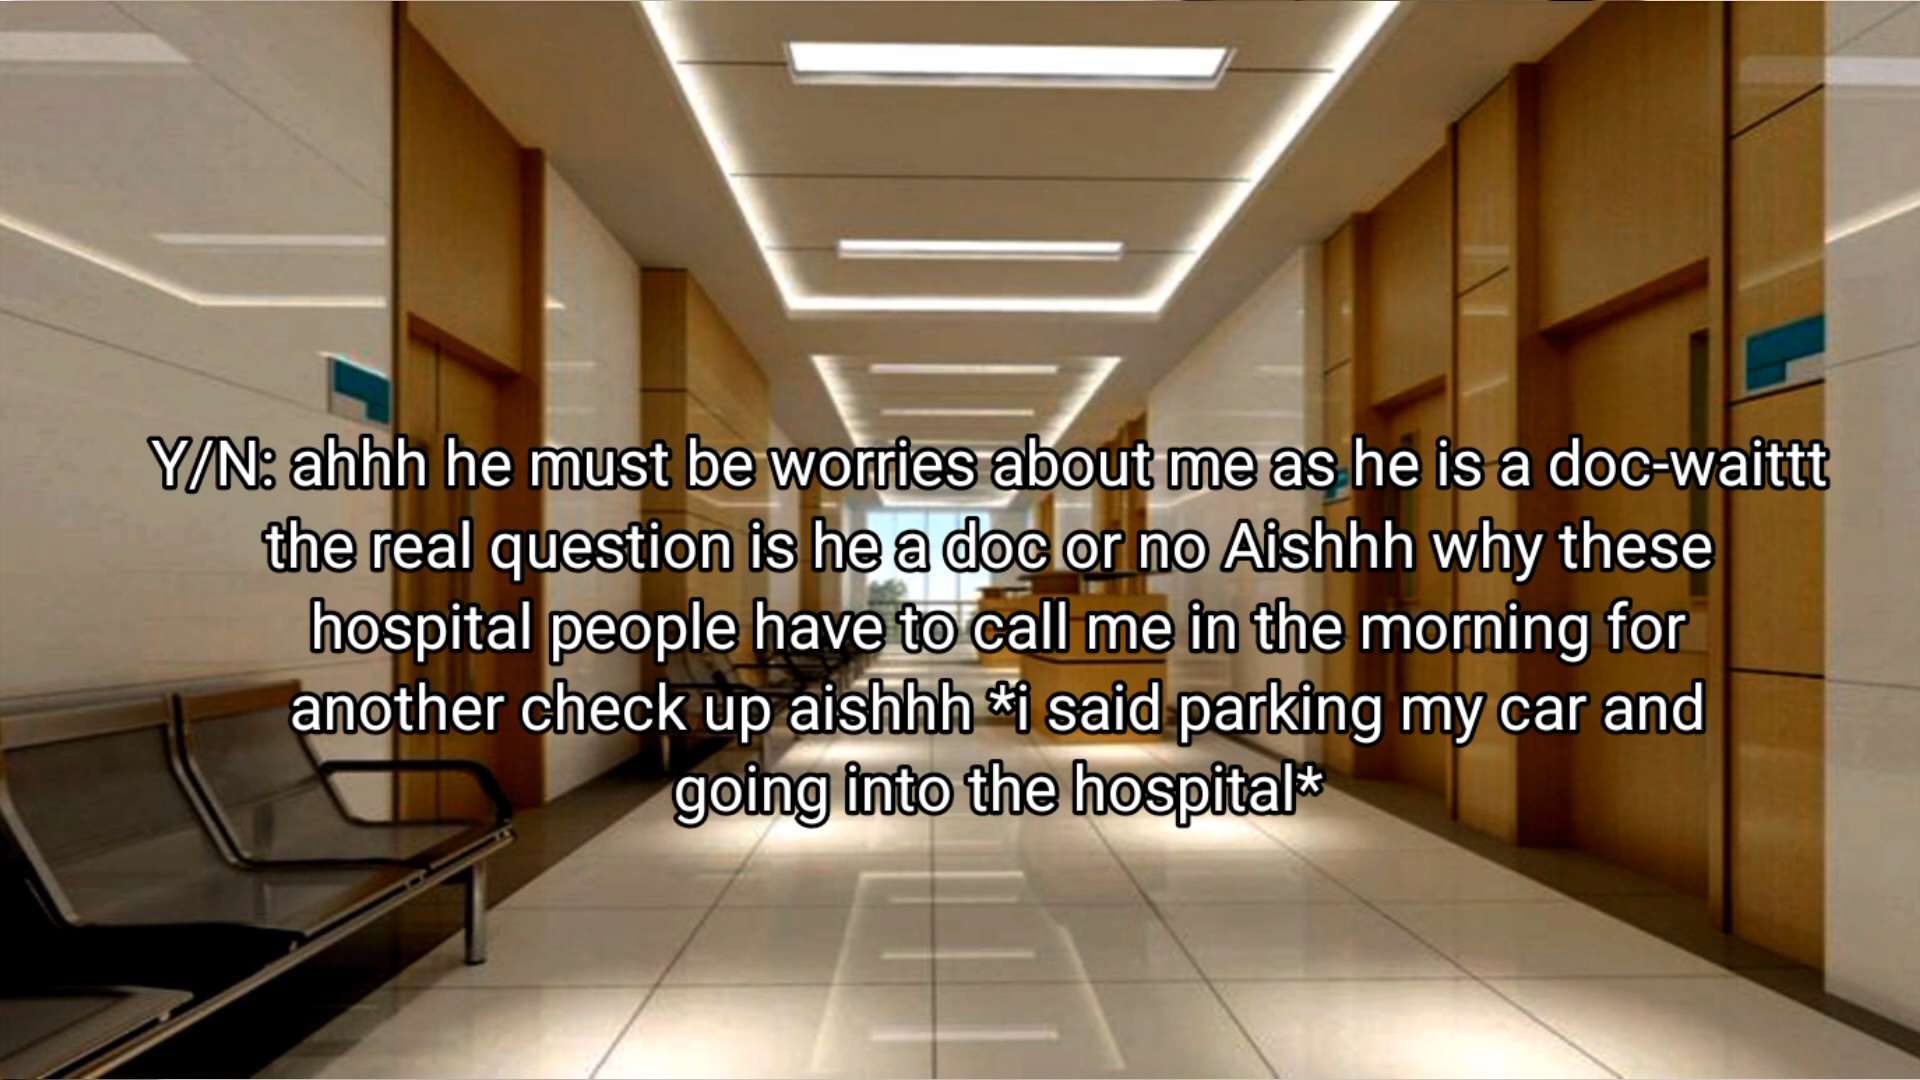 Y/N: ahhh he must be worries about me as he is a doc-waittt
the real question is he a doc or no Aishhh why these
hospital people have to call me in the morning for
another check up aishhh *i said parking my car and
going into the hospital*